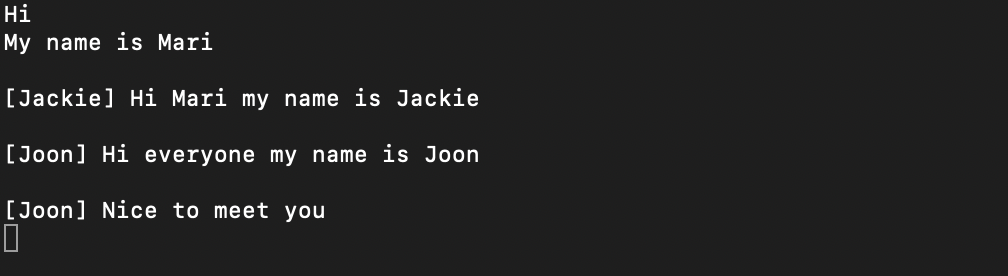 Hi
My name is Mari
[Jackie] Hi Mari my name is Jackie
[Joon] Hi everyone my name is Joon
[Joon] Nice to meet you